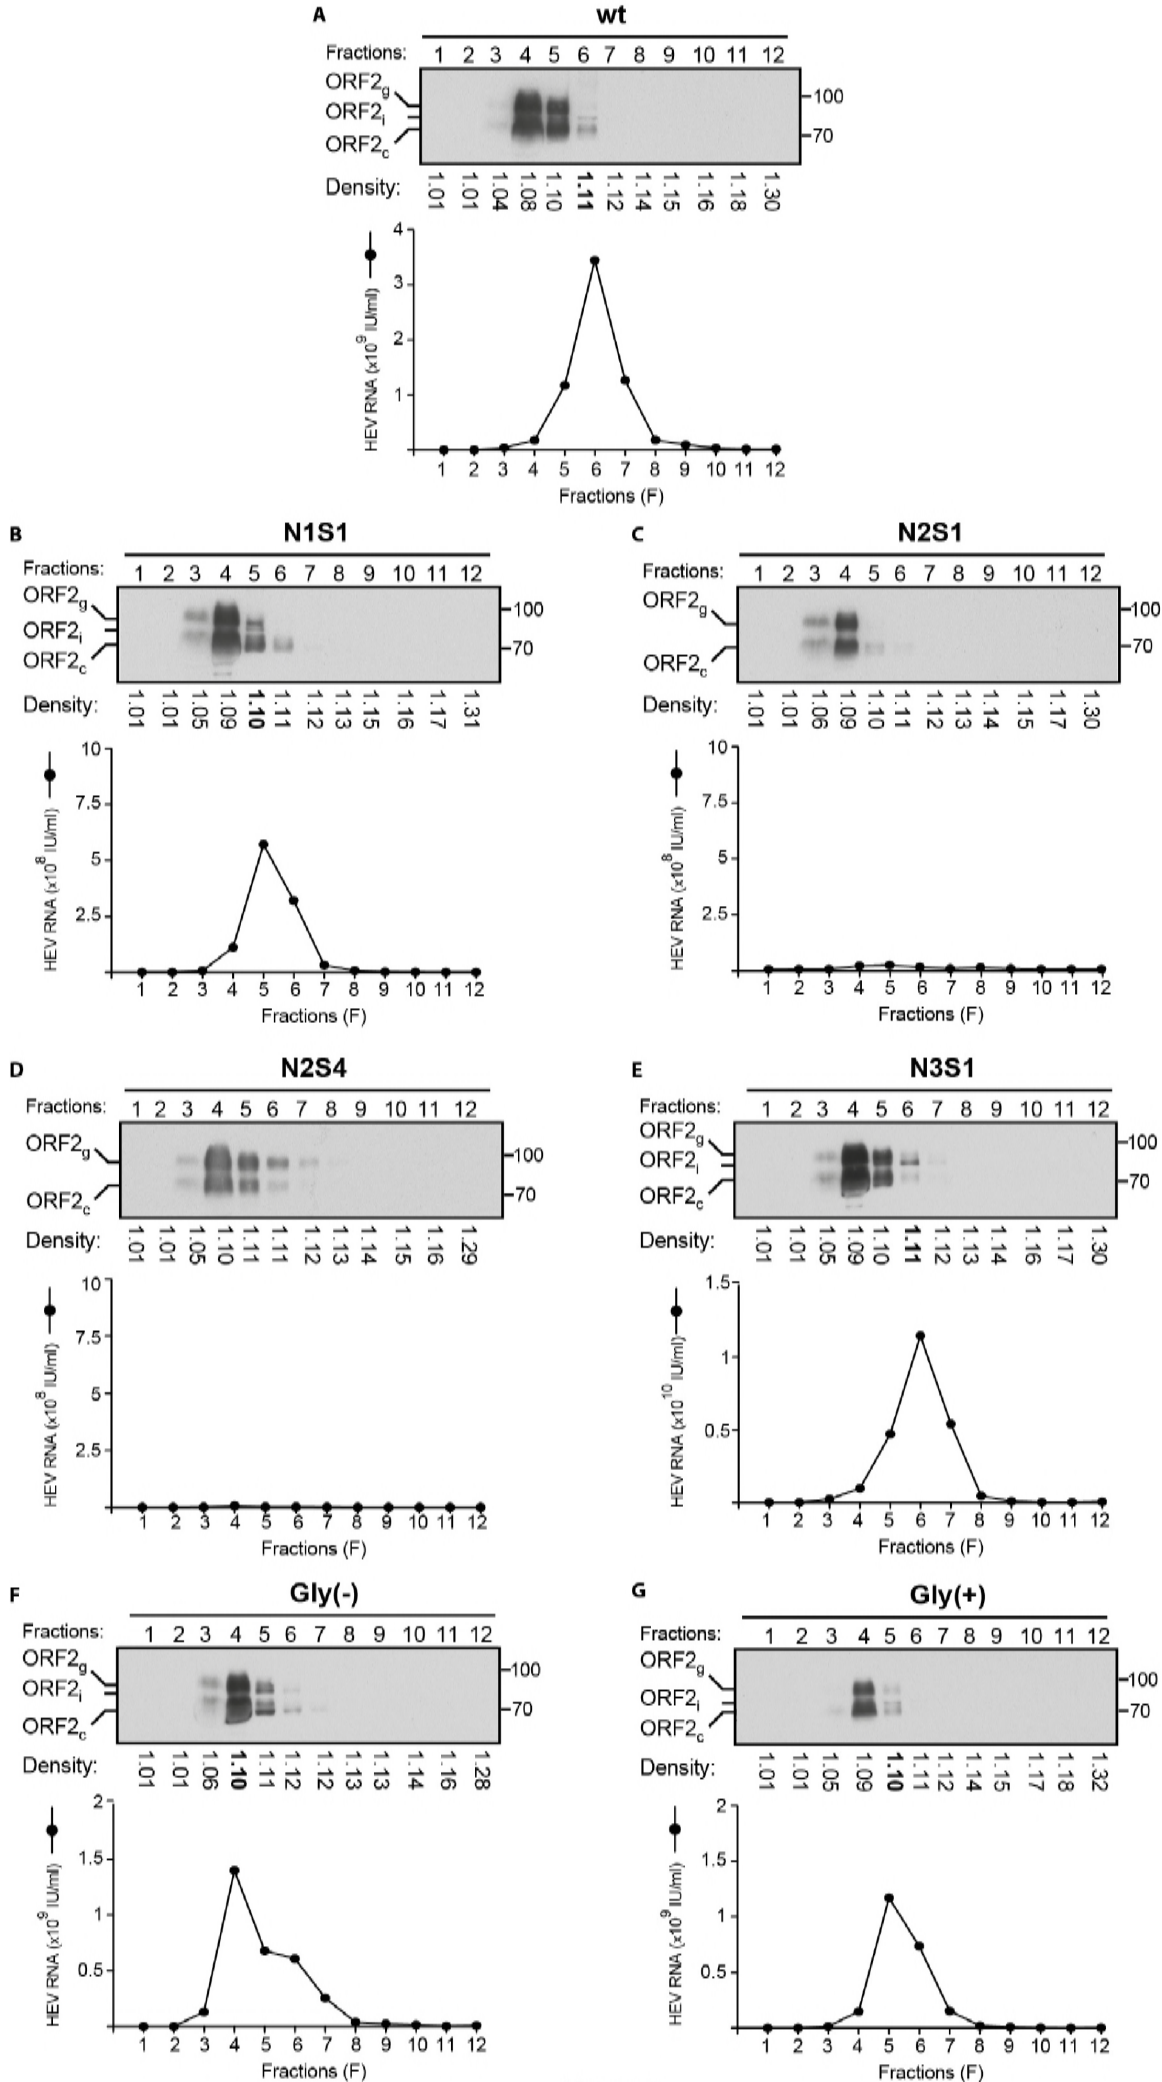 A
wt
Fractions: 1 2 3 4 5 6 7 8 9 10 11 12
ORF2g
ORF2i
ORF2c
100
70
Density: 1.01 1.01 1.04 1.08 1.10 1.11 1.12 1.14 1.15 1.16 1.18 1.30
HEV RNA (x10^9 IU/ml)
4
3
2
1
1 2 3 4 5 6 7 8 9 10 11 12
Fractions (F)
B
N1S1
Fractions: 1 2 3 4 5 6 7 8 9 10 11 12
ORF2g
ORF2i
ORF2c
100
70
Density: 1.01 1.01 1.05 1.09 1.10 1.11 1.12 1.13 1.15 1.16 1.17 1.31
HEV RNA (x10^8 IU/ml)
10
7.5
5
2.5
1 2 3 4 5 6 7 8 9 10 11 12
Fractions (F)
C
N2S1
Fractions: 1 2 3 4 5 6 7 8 9 10 11 12
ORF2g
ORF2c
100
70
Density: 1.01 1.01 1.06 1.09 1.10 1.11 1.12 1.13 1.14 1.15 1.17 1.30
HEV RNA (x10^8 IU/ml)
10
7.5
5
2.5
1 2 3 4 5 6 7 8 9 10 11 12
Fractions (F)
D
N2S4
Fractions: 1 2 3 4 5 6 7 8 9 10 11 12
ORF2g
ORF2c
100
70
Density: 1.01 1.01 1.05 1.10 1.11 1.11 1.12 1.13 1.14 1.15 1.16 1.29
HEV RNA (x10^8 IU/ml)
10
7.5
5
2.5
1 2 3 4 5 6 7 8 9 10 11 12
Fractions (F)
E
N3S1
Fractions: 1 2 3 4 5 6 7 8 9 10 11 12
ORF2g
ORF2i
ORF2c
100
70
Density: 1.01 1.01 1.05 1.09 1.10 1.11 1.12 1.13 1.14 1.16 1.17 1.30
HEV RNA (x10^10 IU/ml)
1.5
1
0.5
1 2 3 4 5 6 7 8 9 10 11 12
Fractions (F)
F
Gly(-)
Fractions: 1 2 3 4 5 6 7 8 9 10 11 12
ORF2g
ORF2i
ORF2c
100
70
Density: 1.01 1.01 1.06 1.10 1.11 1.12 1.12 1.13 1.13 1.14 1.16 1.28
HEV RNA (x10^9 IU/ml)
2
1.5
1
0.5
1 2 3 4 5 6 7 8 9 10 11 12
Fractions (F)
G
Gly(+)
Fractions: 1 2 3 4 5 6 7 8 9 10 11 12
ORF2g
ORF2i
ORF2c
100
70
Density: 1.01 1.01 1.05 1.09 1.10 1.11 1.12 1.14 1.15 1.17 1.18 1.32
HEV RNA (x10^9 IU/ml)
2
1.5
1
0.5
1 2 3 4 5 6 7 8 9 10 11 12
Fractions (F)